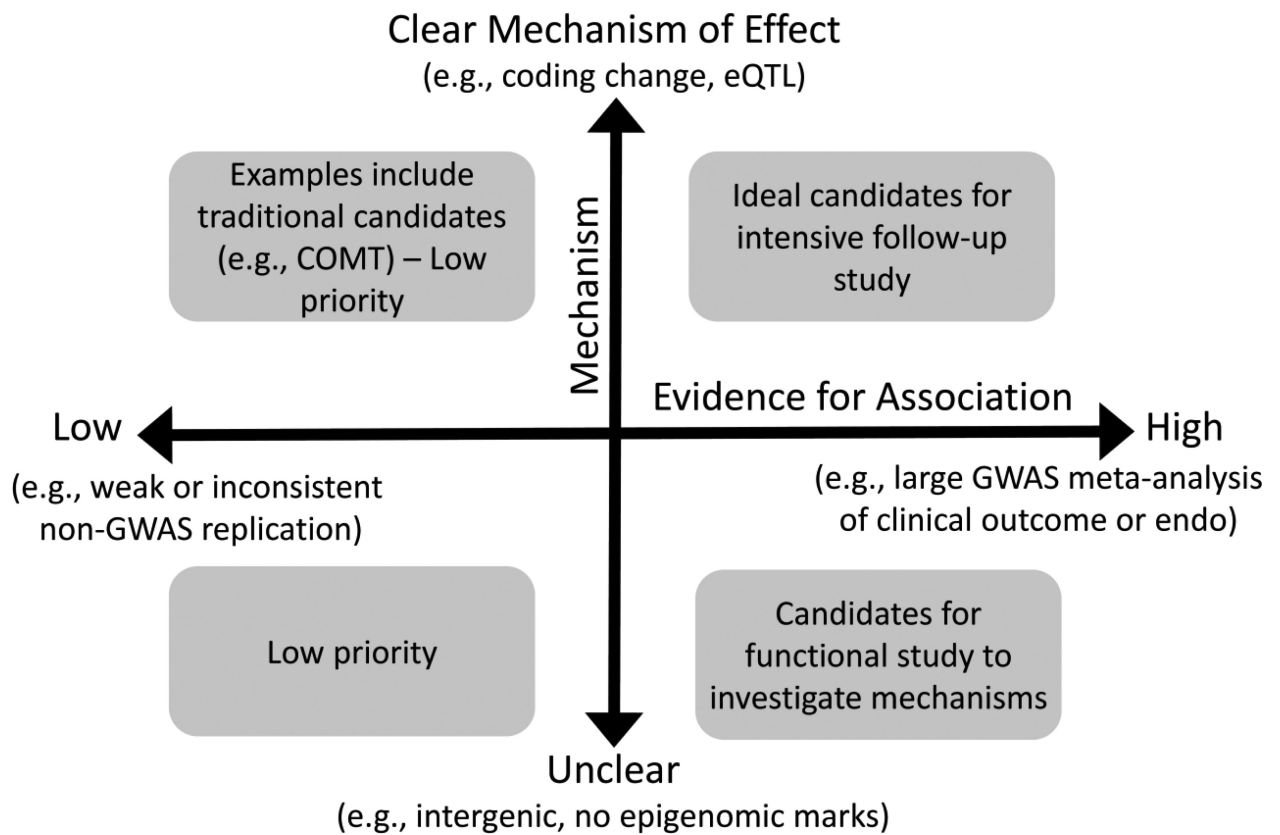 Clear Mechanism of Effect
(e.g., coding change, eQTL)
Examples include
traditional candidates
(e.g., COMT) – Low
priority
Mechanism
Ideal candidates for
intensive follow-up
study
Low
Evidence for Association
High
(e.g., weak or inconsistent
non-GWAS replication)
(e.g., large GWAS meta-analysis
of clinical outcome or endo)
Low priority
Candidates for
functional study to
investigate mechanisms
Unclear
(e.g., intergenic, no epigenomic marks)